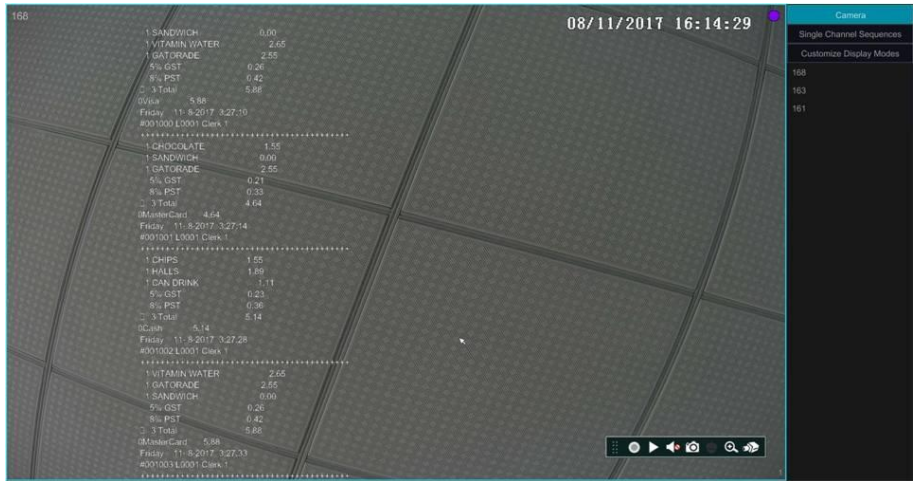 168
08/11/2017 16:14:29
1 SANDWICH 0.00
1 VITAMIN WATER 2.65
1 GATORADE 2.55
5% GST 0.26
8% PST 0.42
3 Total 5.88
Visa 5.88
Friday 11- 8-2017 3:27:10
#001000 L0001 Clerk 1
++++++++++++++++++++++++++++++++++++++++
1 CHOCOLATE 1.55
1 SANDWICH 0.00
1 GATORADE 2.55
5% GST 0.21
8% PST 0.33
3 Total 4.64
MasterCard 4.64
Friday 11- 8-2017 3:27:14
#001001 L0001 Clerk 1
++++++++++++++++++++++++++++++++++++++++
1 CHIPS 1.55
1 HALLS 1.89
1 CAN DRINK 1.11
5% GST 0.23
8% PST 0.36
3 Total 5.14
Cash 5.14
Friday 11- 8-2017 3:27:28
#001002 L0001 Clerk 1
++++++++++++++++++++++++++++++++++++++++
1 VITAMIN WATER 2.65
1 GATORADE 2.55
1 SANDWICH 0.00
5% GST 0.26
8% PST 0.42
3 Total 5.88
MasterCard 5.88
Friday 11- 8-2017 3:27:33
#001003 L0001 Clerk 1
++++++++++++++++++++++++++++++++++++++++
Camera
Single Channel Sequences
Customize Display Modes
168
163
161